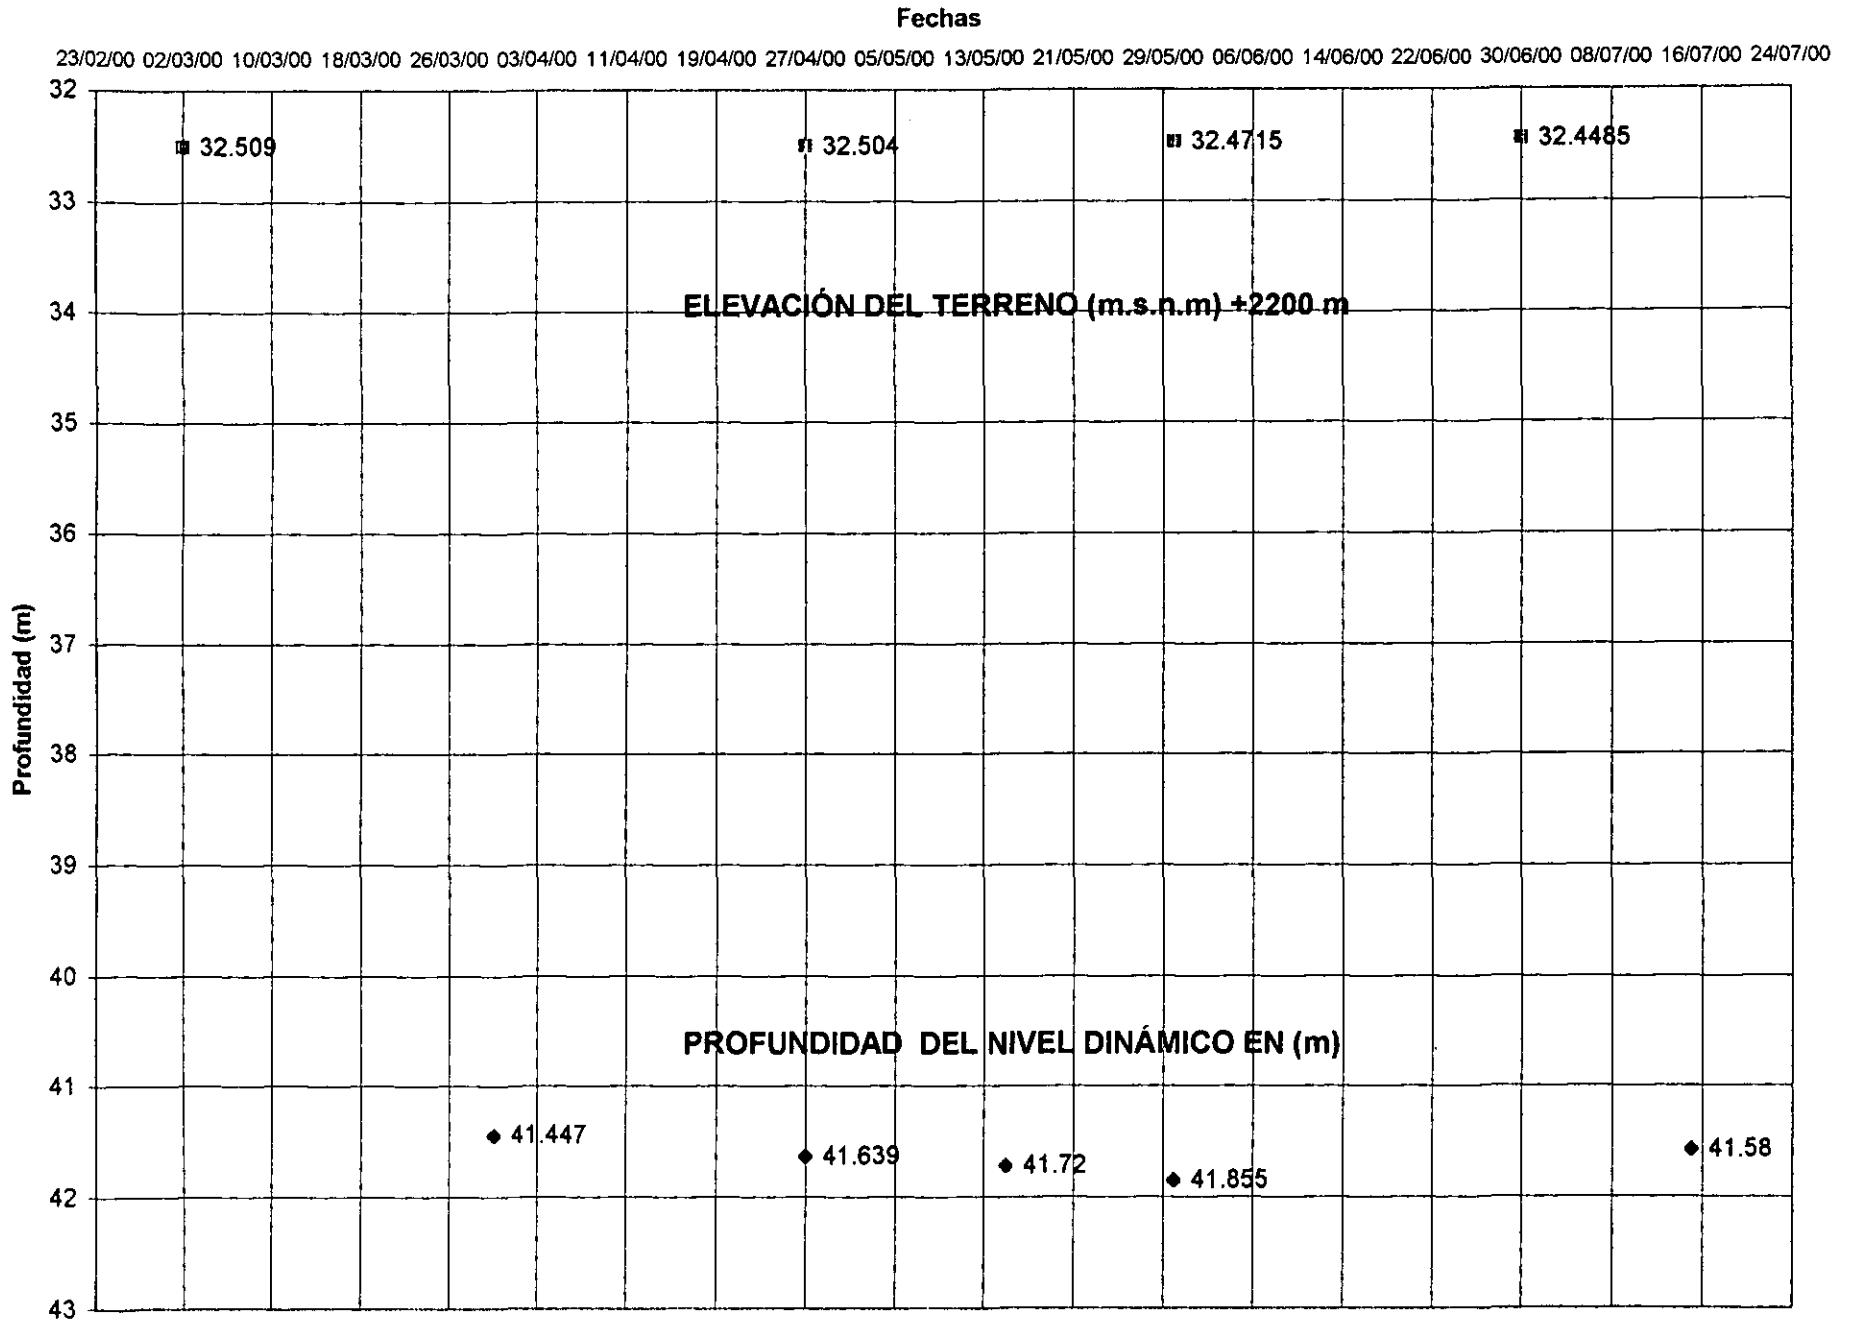 Fechas
23/02/00 02/03/00 10/03/00 18/03/00 26/03/00 03/04/00 11/04/00 19/04/00 27/04/00 05/05/00 13/05/00 21/05/00 29/05/00 06/06/00 14/06/00 22/06/00 30/06/00 08/07/00 16/07/00 24/07/00
32
32.509 32.504 32.4715 32.4485
33
34 ELEVACIÓN DEL TERRENO (m.s.n.m) +2200 m
35
36
37
Profundidad (m)
38
39
40
PROFUNDIDAD DEL NIVEL DINÁMICO EN (m)
41
41.447 41.639 41.72 41.855 41.58
42
43